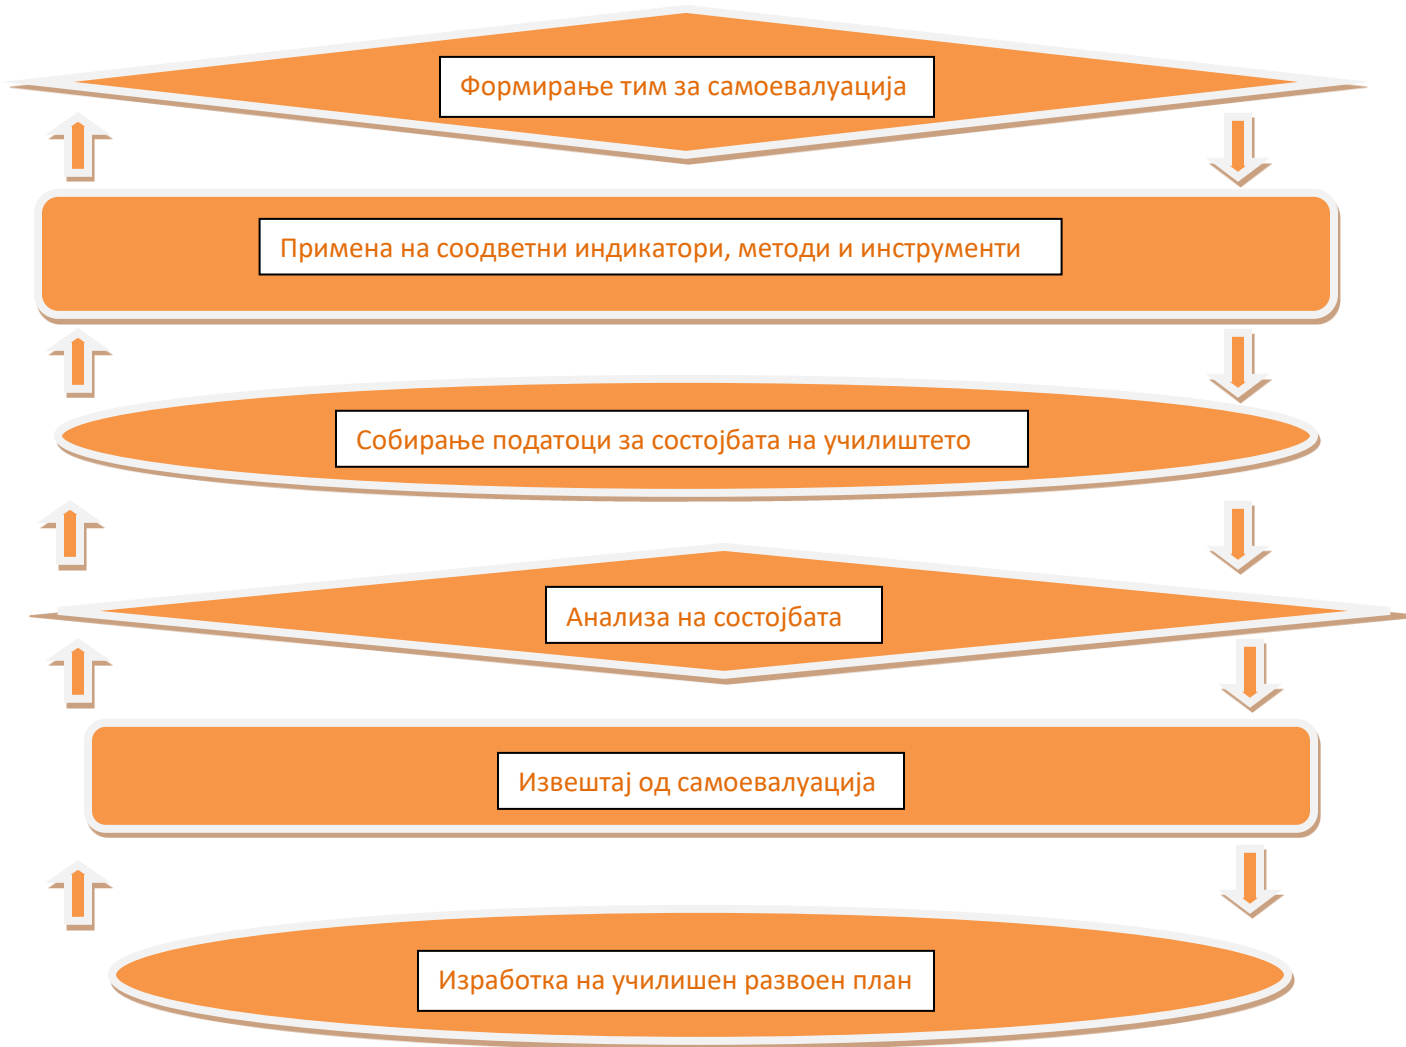 Формирање тим за самоевалуација
Примена на соодветни индикатори, методи и инструменти
Собирање податоци за состојбата на училиштето
Анализа на состојбата
Извештај од самоевалуација
Изработка на училишен развоен план